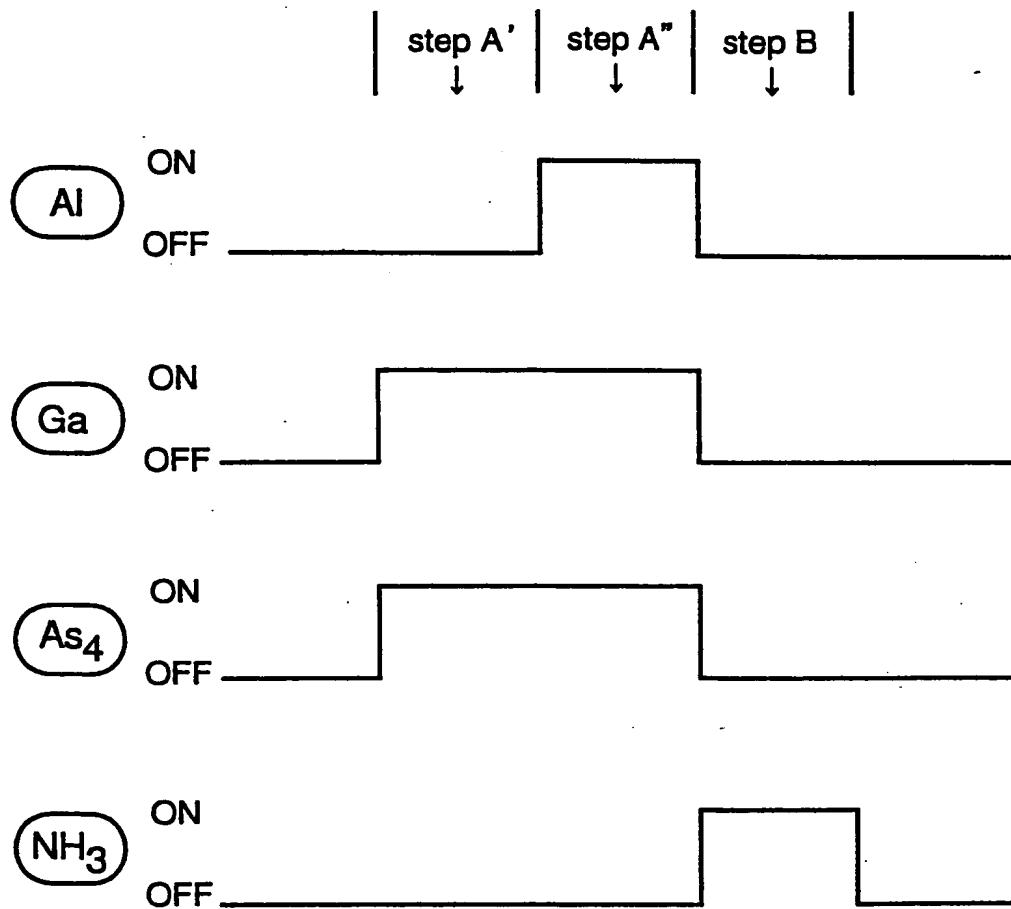 step A' step A" step B
ON
Al
OFF
ON
Ga
OFF
ON
As4
OFF
ON
NH3
OFF